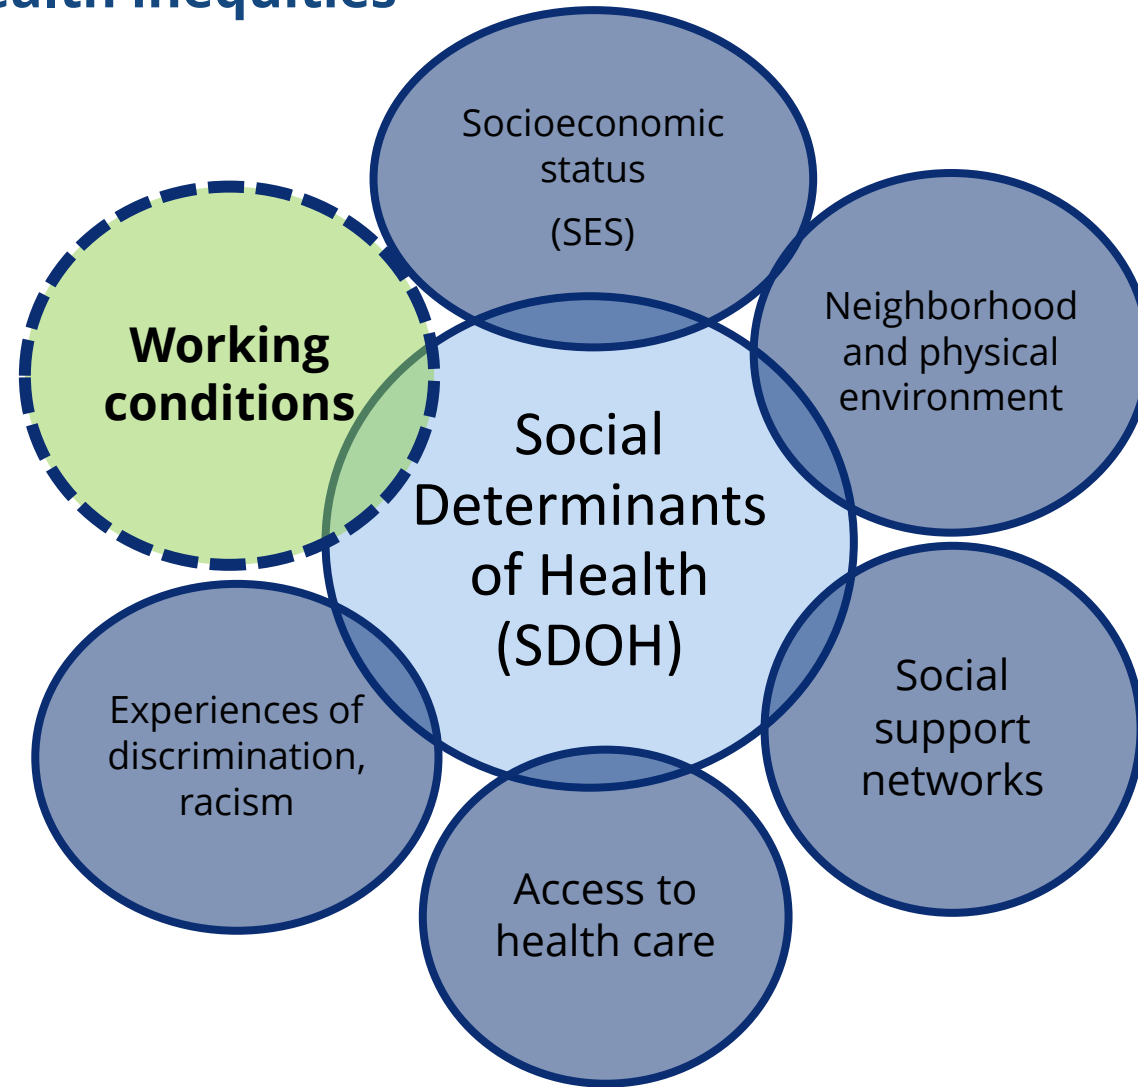 inequities
Socioeconomic
status
(SES)
Neighborhood
and physical
environment
Working
conditions
Social
Determinants
of Health
(SDOH)
Social
support
networks
Experiences of
discrimination,
racism
Access to
health care